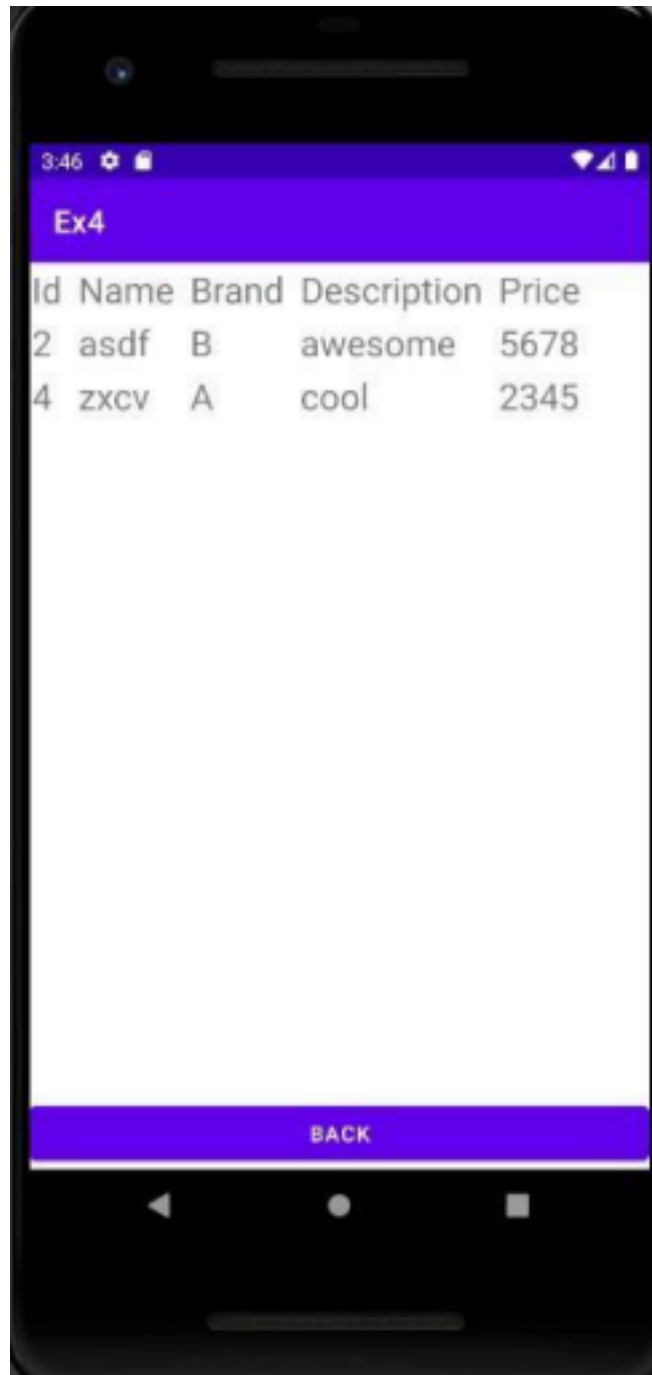 3:46
Ex4
Id Name Brand Description Price
2 asdf B awesome 5678
4 zxcv A cool 2345
BACK